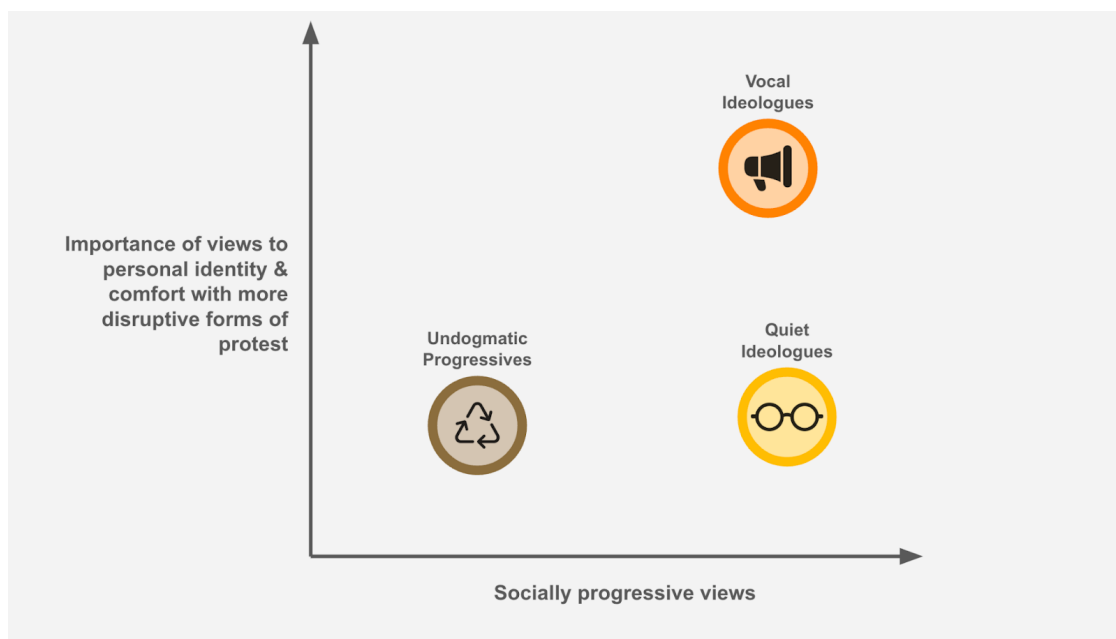 Vocal
Ideologues
Importance of views to
personal identity &
comfort with more
disruptive forms of
protest
Undogmatic
Progressives
Quiet
Ideologues
Socially progressive views